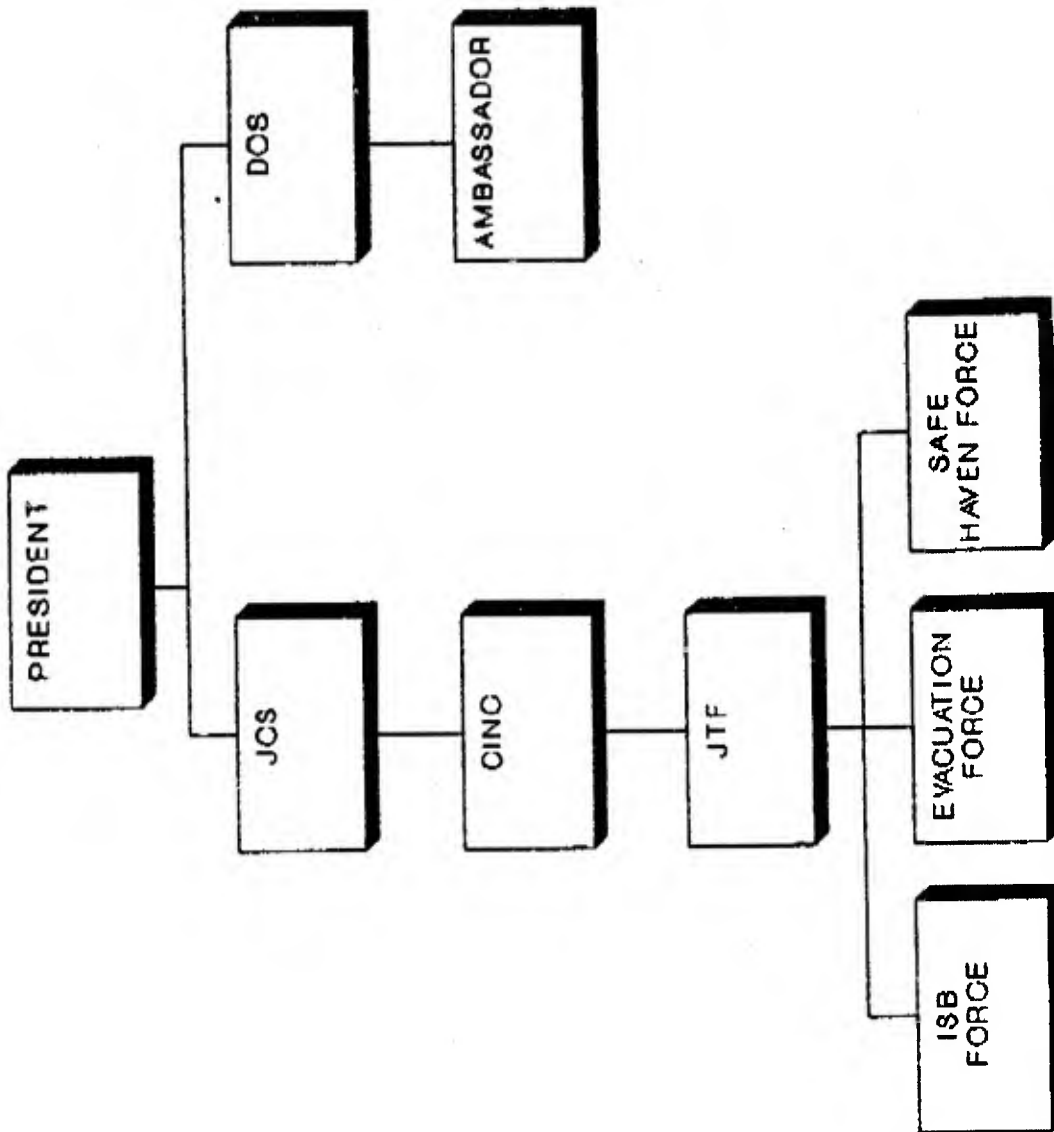 PRESIDENT
JCS
DOS
CINC
AMBASSADOR
JTF
ISB
FORCE
EVACUATION
FORCE
SAFE
HAVEN FORCE